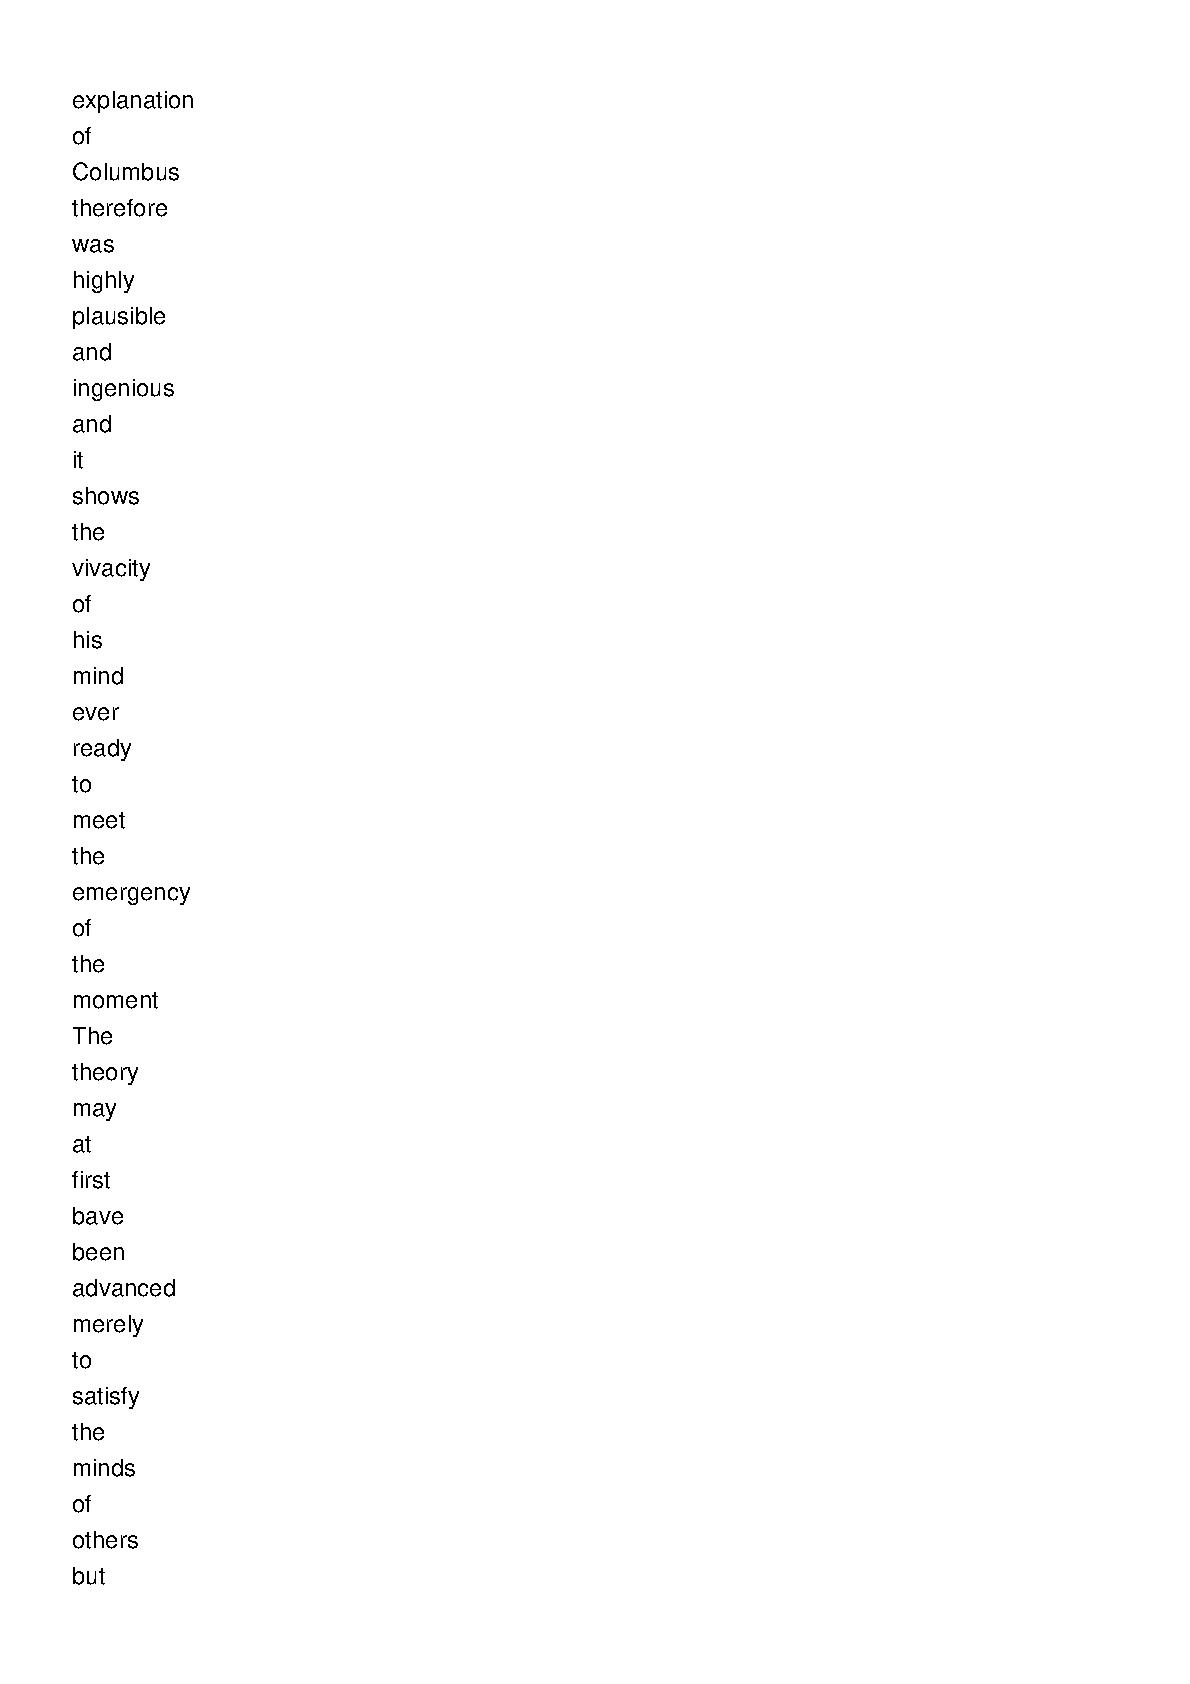 explanation
of
Columbus
therefore
was
highly
plausible
and
ingenious
and
it
shows
the
vivacity
of
his
mind
ever
ready
to
meet
the
emergency
of
the
moment
The
theory
may
at
first
bave
been
advanced
merely
to
satisfy
the
minds
of
others
but